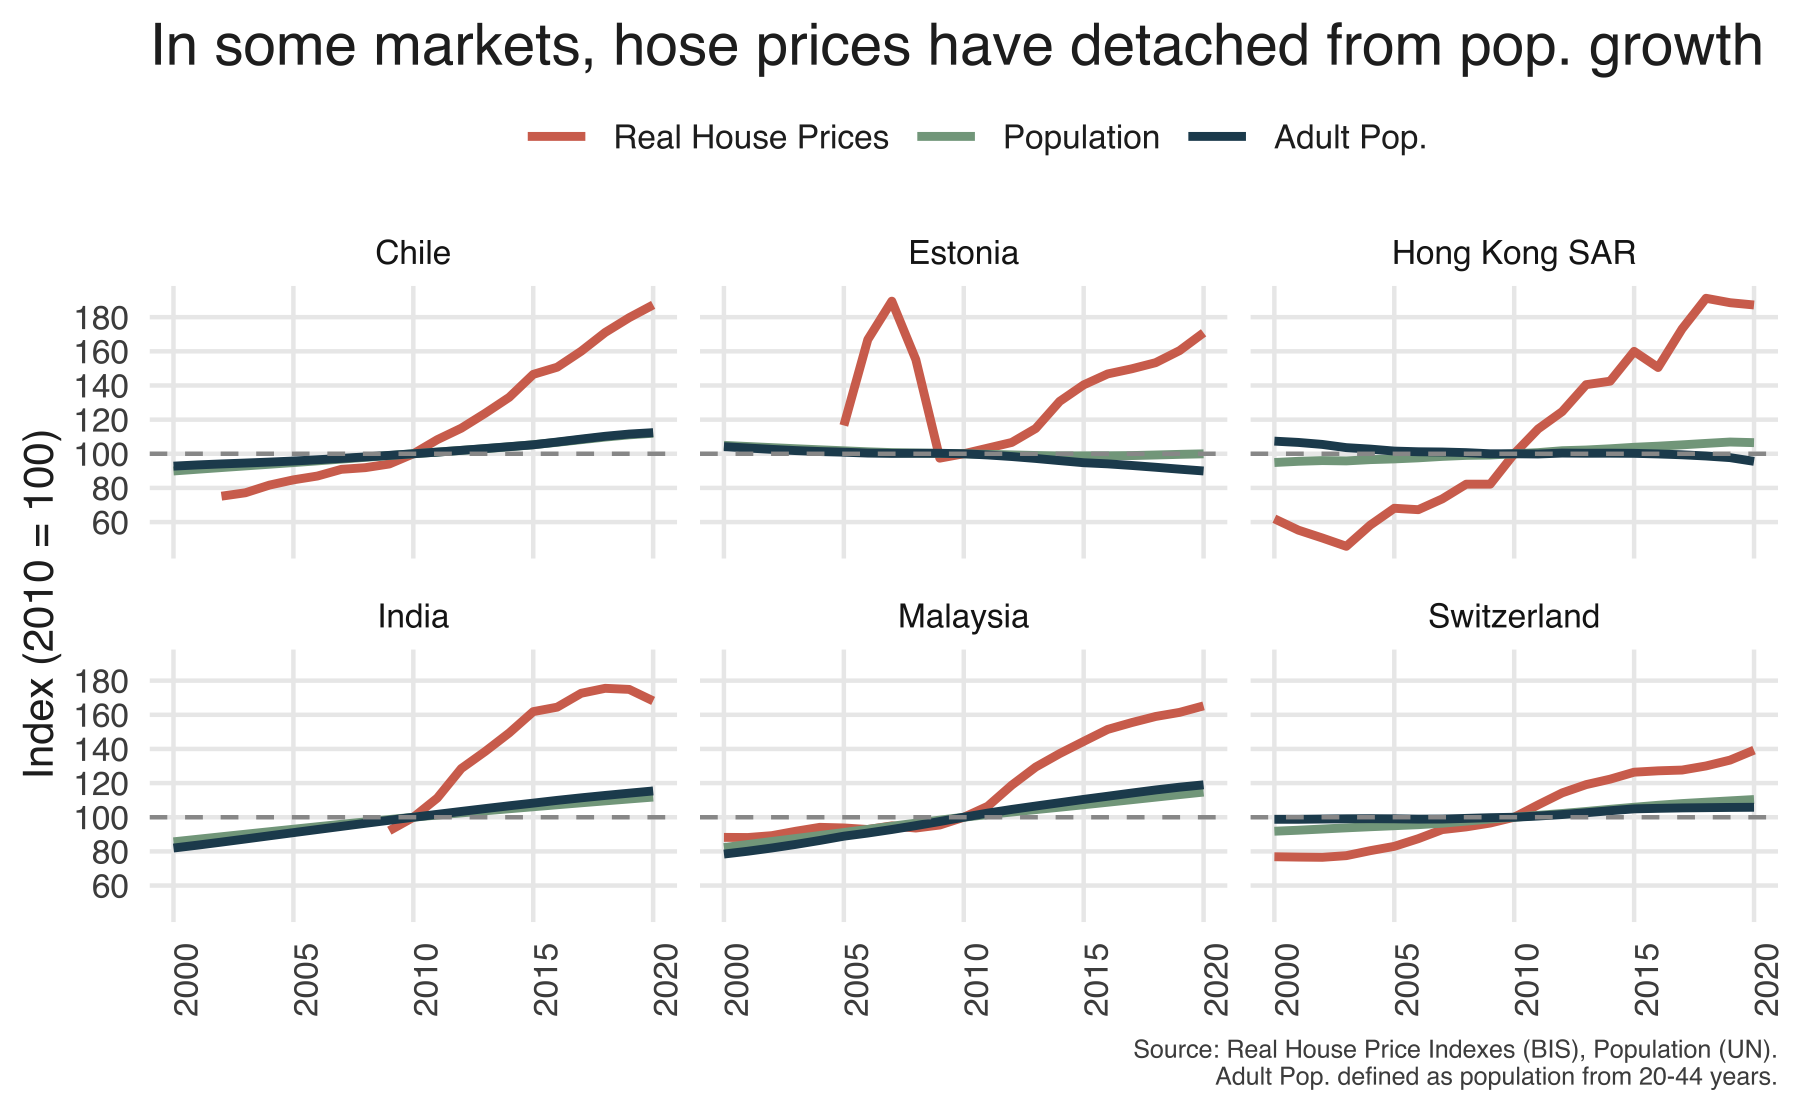 In some markets, hose prices have detached from pop. growth
Real House Prices Population Adult Pop.
Chile Estonia Hong Kong SAR
180
160
140
120
100
80
60
India Malaysia Switzerland
180
160
140
120
100
80
60
Index (2010 = 100)
2000 2005 2010 2015 2020 2000 2005 2010 2015 2020 2000 2005 2010 2015 2020
Source: Real House Price Indexes (BIS), Population (UN).
Adult Pop. defined as population from 20-44 years.